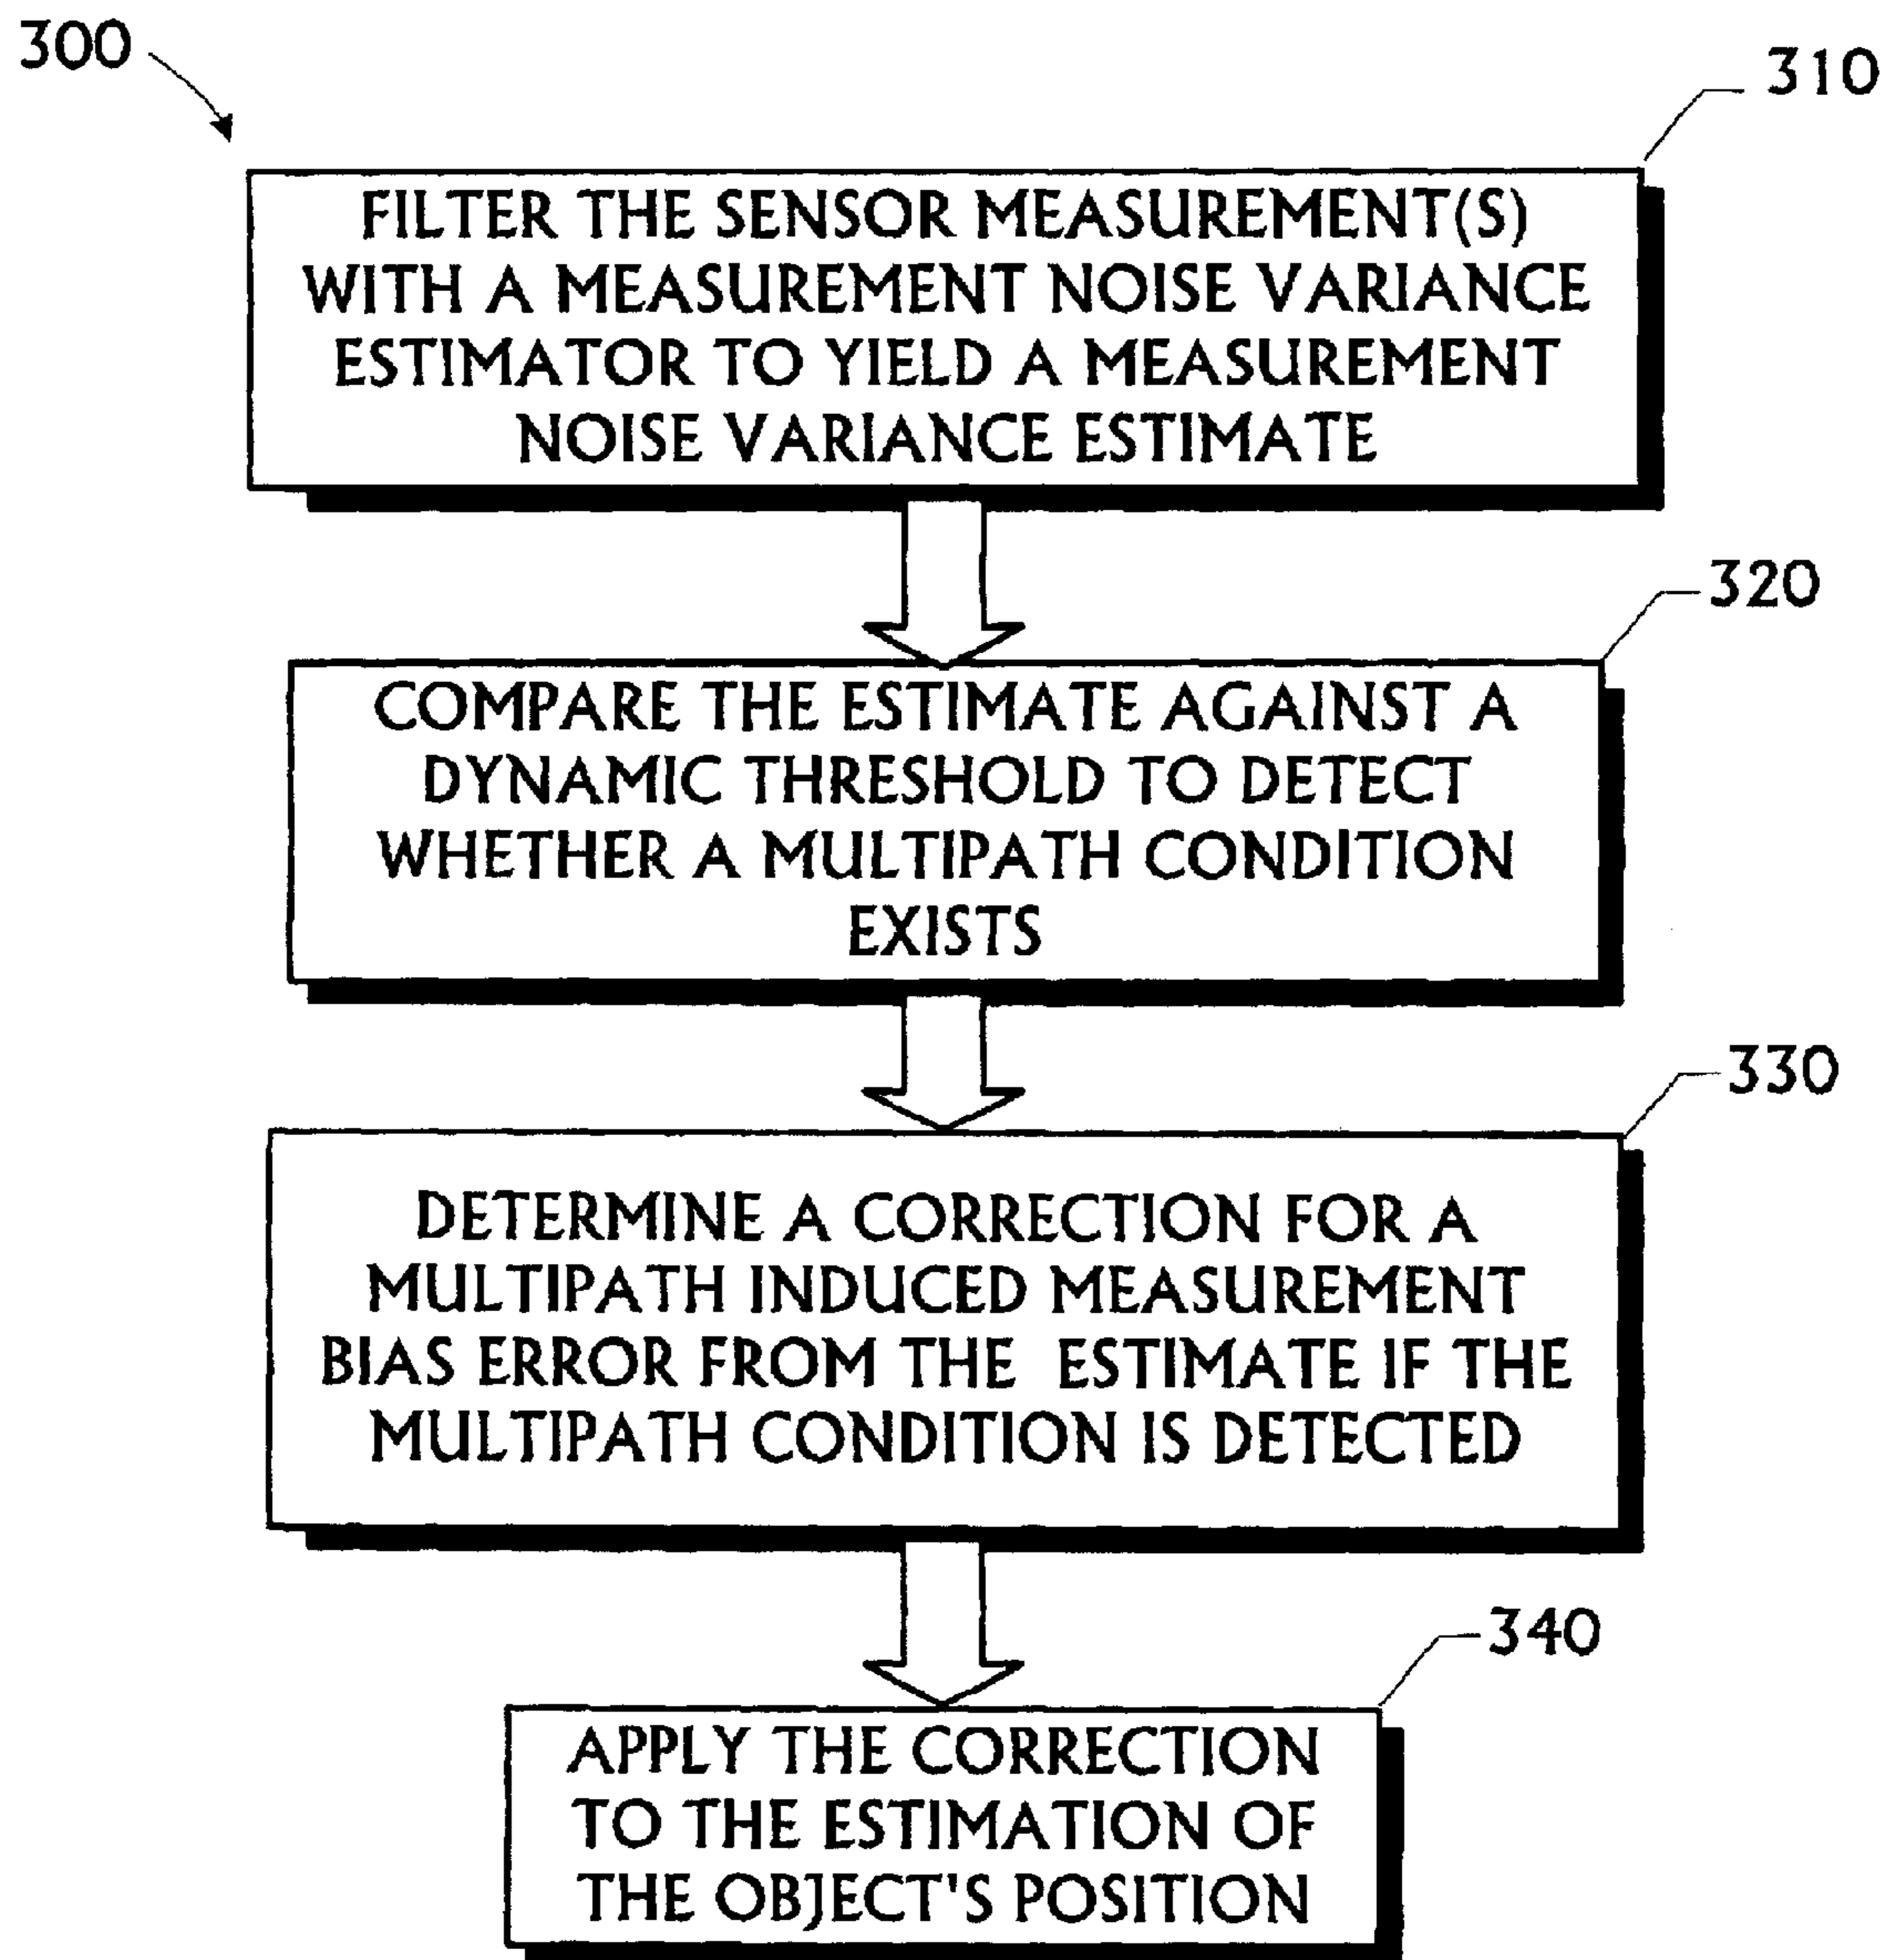 300
310
FILTER THE SENSOR MEASUREMENT(S)
WITH A MEASUREMENT NOISE VARIANCE
ESTIMATOR TO YIELD A MEASUREMENT
NOISE VARIANCE ESTIMATE
320
COMPARE THE ESTIMATE AGAINST A
DYNAMIC THRESHOLD TO DETECT
WHETHER A MULTIPATH CONDITION
EXISTS
330
DETERMINE A CORRECTION FOR A
MULTIPATH INDUCED MEASUREMENT
BIAS ERROR FROM THE ESTIMATE IF THE
MULTIPATH CONDITION IS DETECTED
340
APPLY THE CORRECTION
TO THE ESTIMATION OF
THE OBJECT'S POSITION